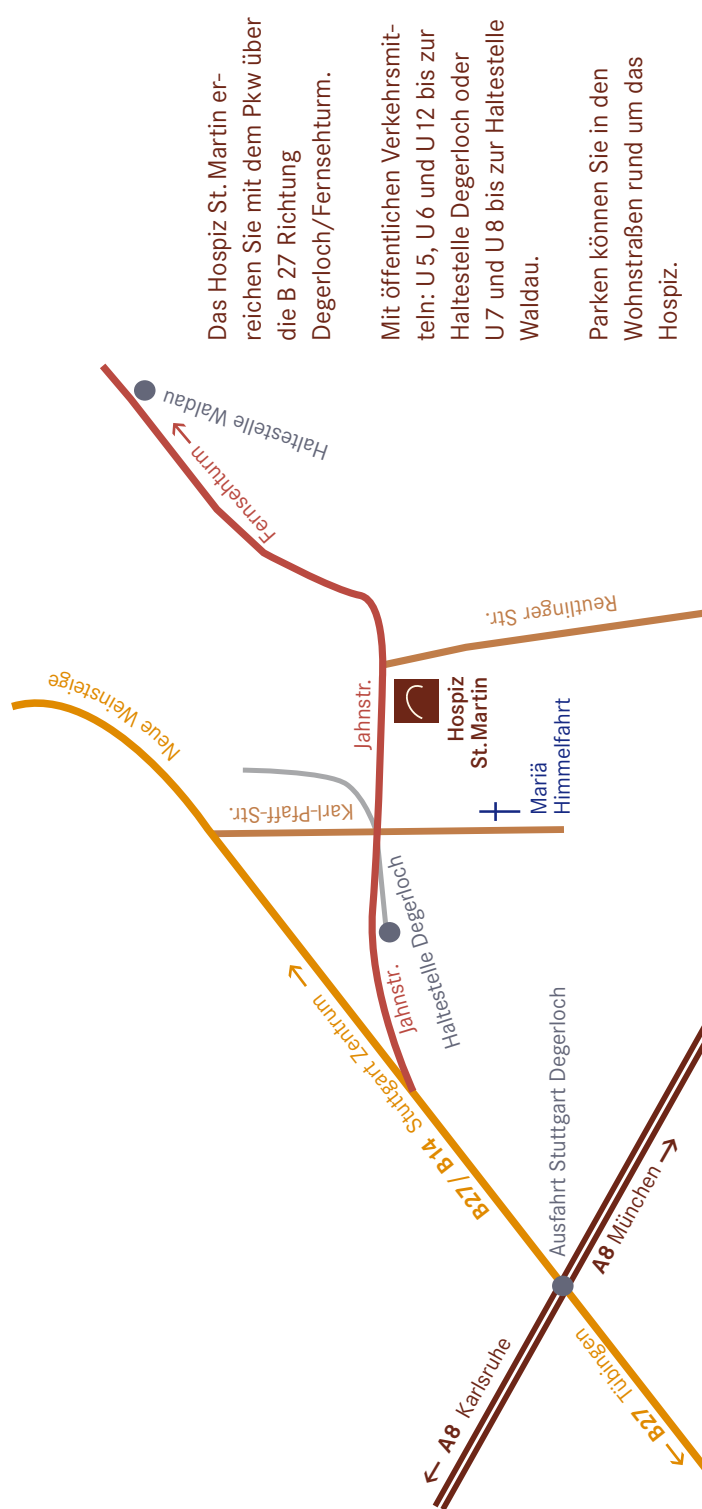 Das Hospiz St. Martin er-
reichen Sie mit dem Pkw über
die B 27 Richtung
Degerloch/Fernsehturm.
Mit öffentlichen Verkehrsmit-
teln: U 5, U 6 und U 12 bis zur
Haltestelle Degerloch oder
U 7 und U 8 bis zur Haltestelle
Waldau.
Parken können Sie in den
Wohnstraßen rund um das
Hospiz.
Haltestelle Waldau
Fernsehturm →
Neue Weinsteige
Reutlinger Str.
Jahnstr.
Hospiz
St. Martin
Karl-Pfaff-Str.
Mariä
Himmelfahrt
Haltestelle Degerloch
Jahnstr.
B27 / B14 Stuttgart Zentrum →
Ausfahrt Stuttgart Degerloch
← A8 Karlsruhe
A8 München →
← B27 Tübingen